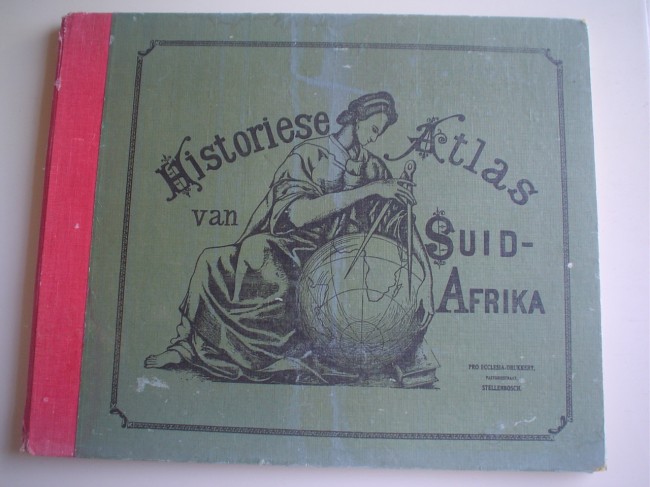 Historiese Atlas
van Suid-
Afrika
PRO ECCLESIA-DRUKKERY,
STELLENBOSCH.